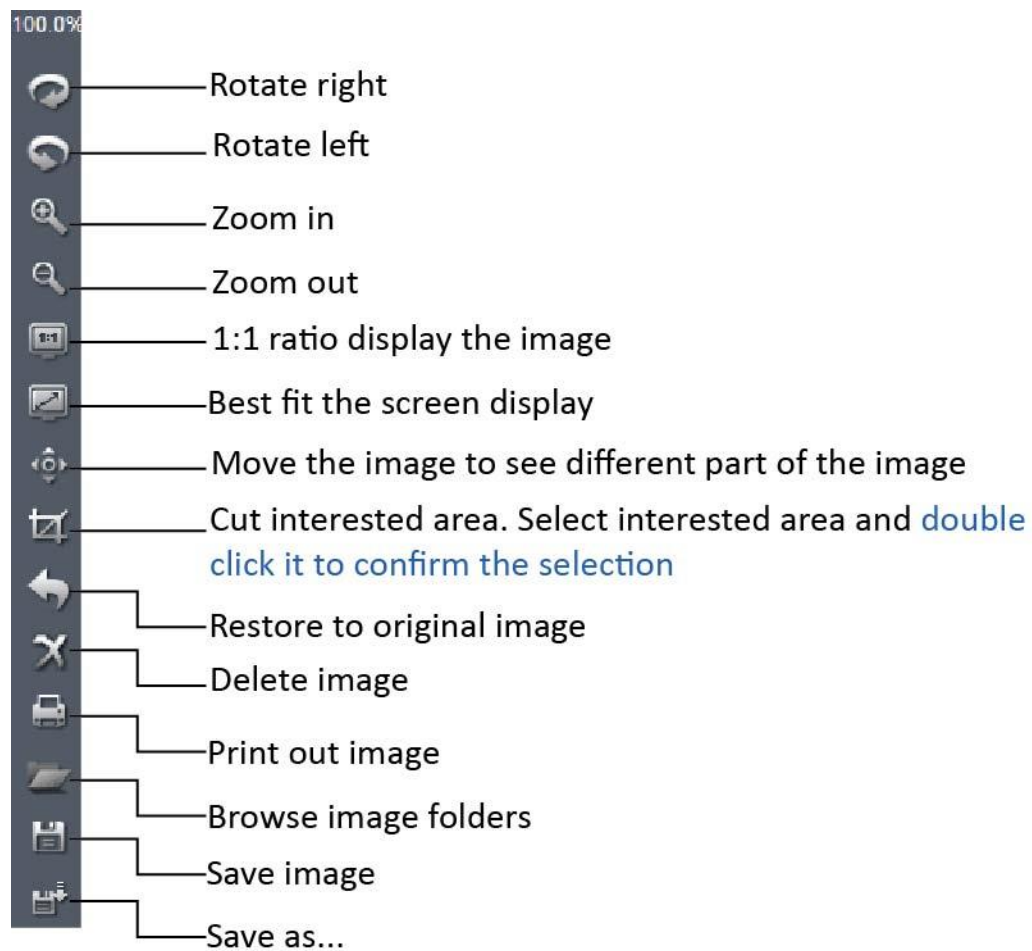 100.0%
Rotate right
Rotate left
Zoom in
Zoom out
1:1
1:1 ratio display the image
Best fit the screen display
Move the image to see different part of the image
Cut interested area. Select interested area and double
click it to confirm the selection
Restore to original image
Delete image
Print out image
Browse image folders
Save image
Save as...